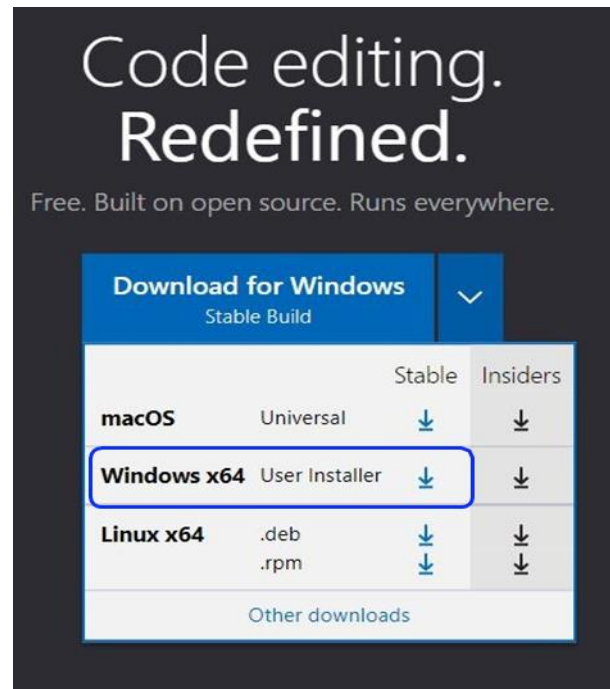 Code editing.
Redefined.
Free. Built on open source. Runs everywhere.
Download for Windows
Stable Build
Stable Insiders
macOS Universal
Windows x64 User Installer
Linux x64 .deb
.rpm
Other downloads